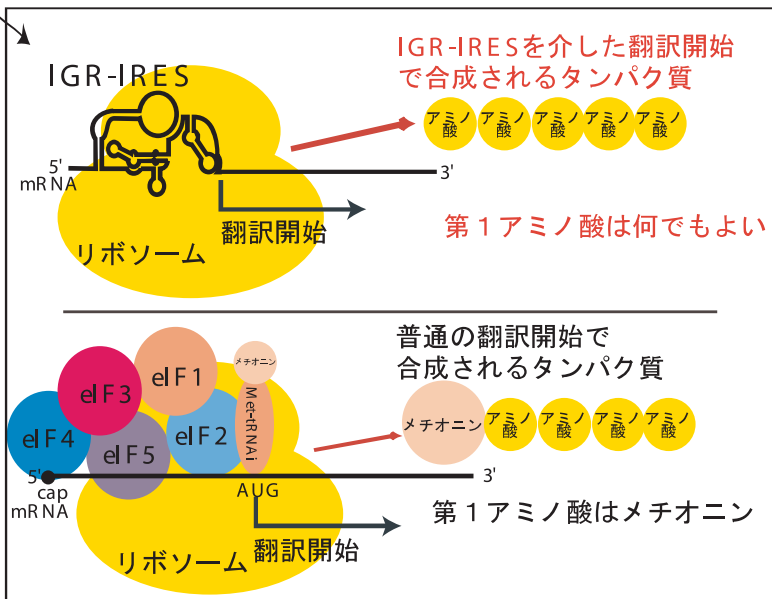 IGR-IRES
IGR-IRESを介した翻訳開始
で合成されるタンパク質
アミノ酸
アミノ酸
アミノ酸
アミノ酸
アミノ酸
5'
mRNA
3'
翻訳開始
リボソーム
第1アミノ酸は何でもよい
普通の翻訳開始で
合成されるタンパク質
eIF4
eIF3
eIF5
eIF1
eIF2
メチオニン
Met-tRNAi
メチオニン
アミノ酸
アミノ酸
アミノ酸
アミノ酸
5'
cap
mRNA
AUG
3'
翻訳開始
リボソーム
第1アミノ酸はメチオニン